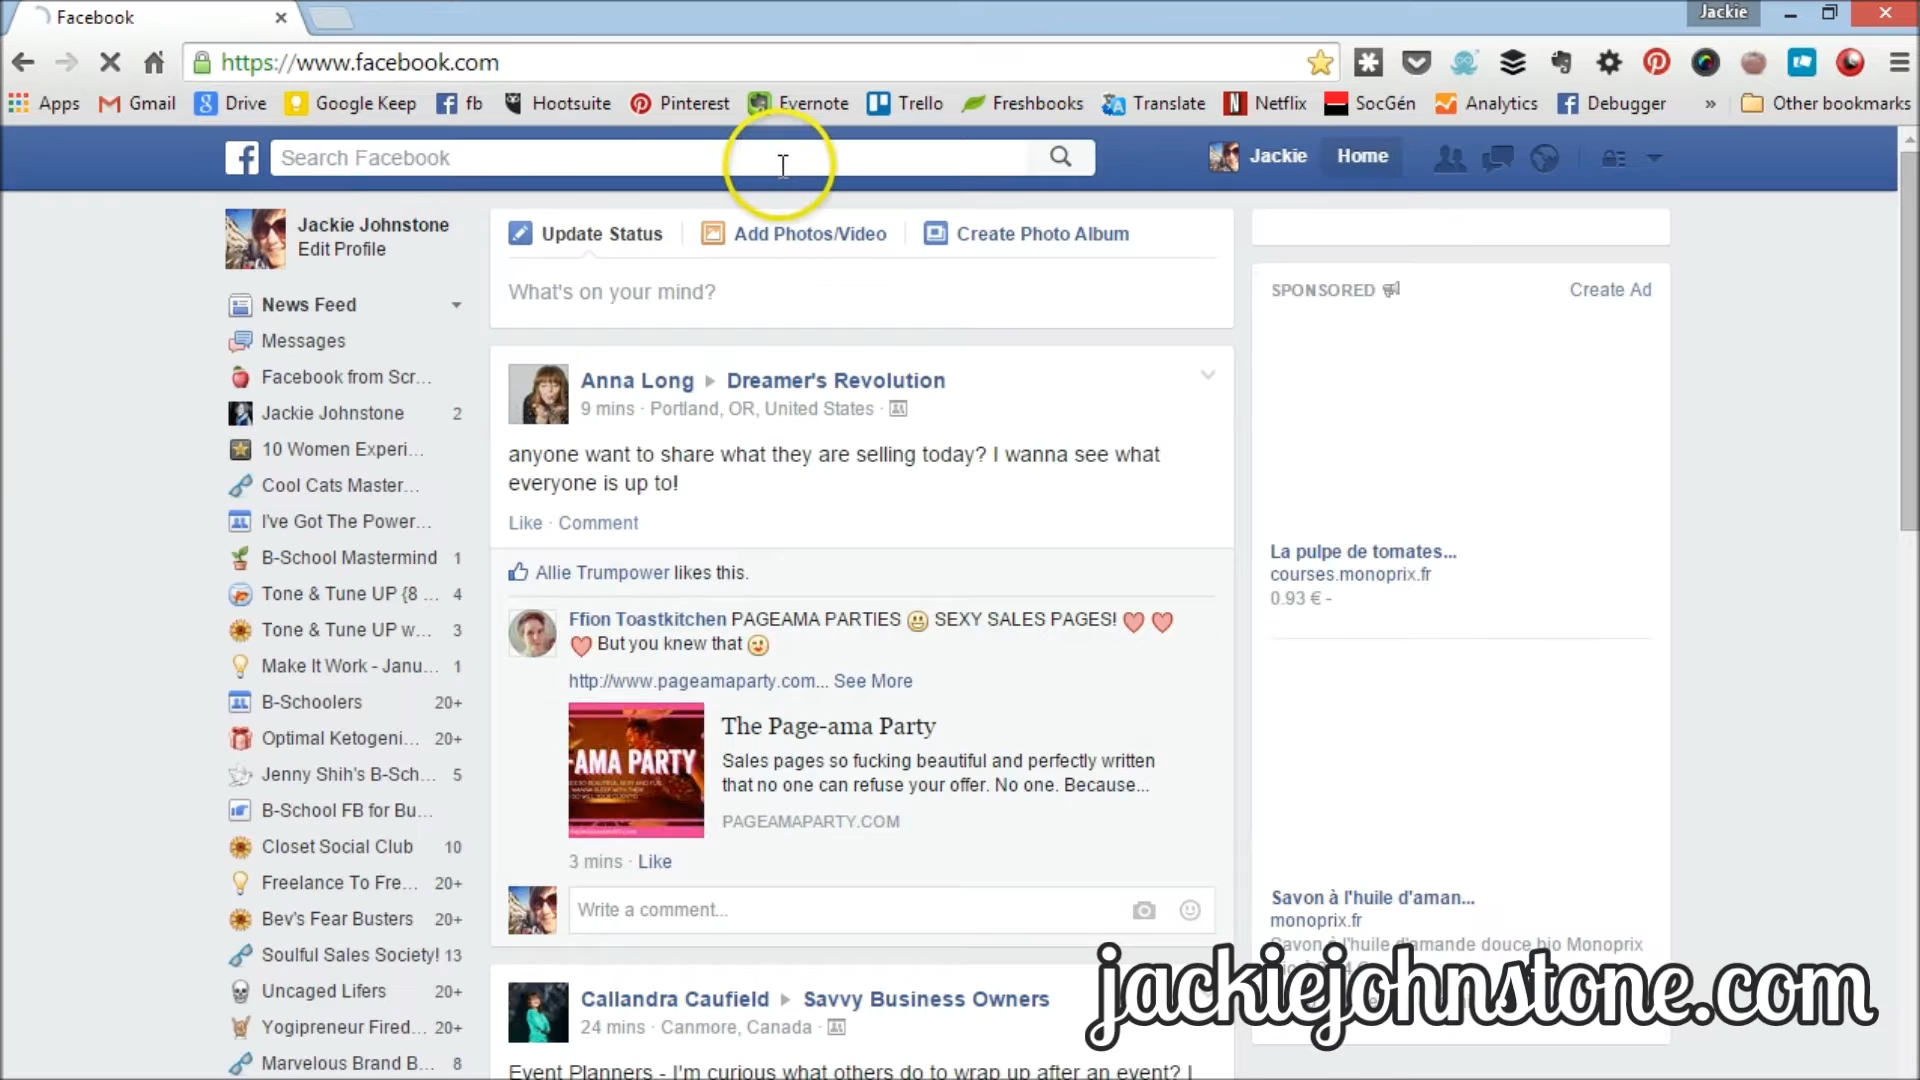 Facebook
Jackie
https://www.facebook.com
Apps Gmail Drive Google Keep fb Hootsuite Pinterest Evernote Trello Freshbooks Translate Netflix SocGén Analytics Debugger » Other bookmarks
Search Facebook
Jackie Home
Jackie Johnstone
Edit Profile
News Feed
Messages
Facebook from Scr...
Jackie Johnstone 2
10 Women Experi...
Cool Cats Master...
I've Got The Power...
B-School Mastermind 1
Tone & Tune UP {8 ... 4
Tone & Tune UP w... 3
Make It Work - Janu... 1
B-Schoolers 20+
Optimal Ketogeni... 20+
Jenny Shih's B-Sch... 5
B-School FB for Bu...
Closet Social Club 10
Freelance To Fre... 20+
Bev's Fear Busters 20+
Soulful Sales Society! 13
Uncaged Lifers 20+
Yogipreneur Fired... 20+
Marvelous Brand B... 8
Update Status Add Photos/Video Create Photo Album
What's on your mind?
Anna Long Dreamer's Revolution
9 mins · Portland, OR, United States ·
anyone want to share what they are selling today? I wanna see what
everyone is up to!
Like · Comment
Allie Trumpower likes this.
Ffion Toastkitchen PAGEAMA PARTIES SEXY SALES PAGES!
But you knew that
http://www.pageamaparty.com... See More
AMA PARTY
The Page-ama Party
Sales pages so fucking beautiful and perfectly written
that no one can refuse your offer. No one. Because...
PAGEAMAPARTY.COM
3 mins · Like
Write a comment...
Callandra Caufield Savvy Business Owners
24 mins · Canmore, Canada ·
Event Planners - I'm curious what others do to wrap up after an event? I
SPONSORED Create Ad
La pulpe de tomates...
courses.monoprix.fr
0.93 € -
Savon à l'huile d'aman...
monoprix.fr
Savon à l'huile d'amande douce bio Monoprix
jackiejohnstone.com